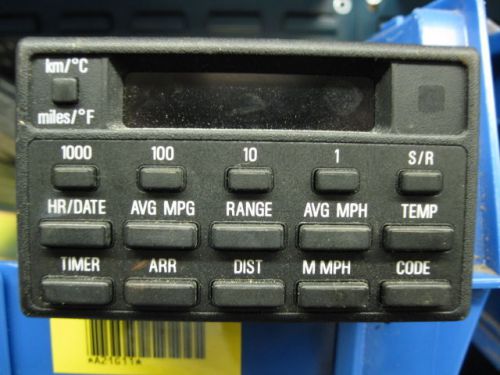 km/°C
miles/°F
1000 100 10 1 S/R
HR/DATE AVG MPG RANGE AVG MPH TEMP
TIMER ARR DIST M MPH CODE
*A21611*